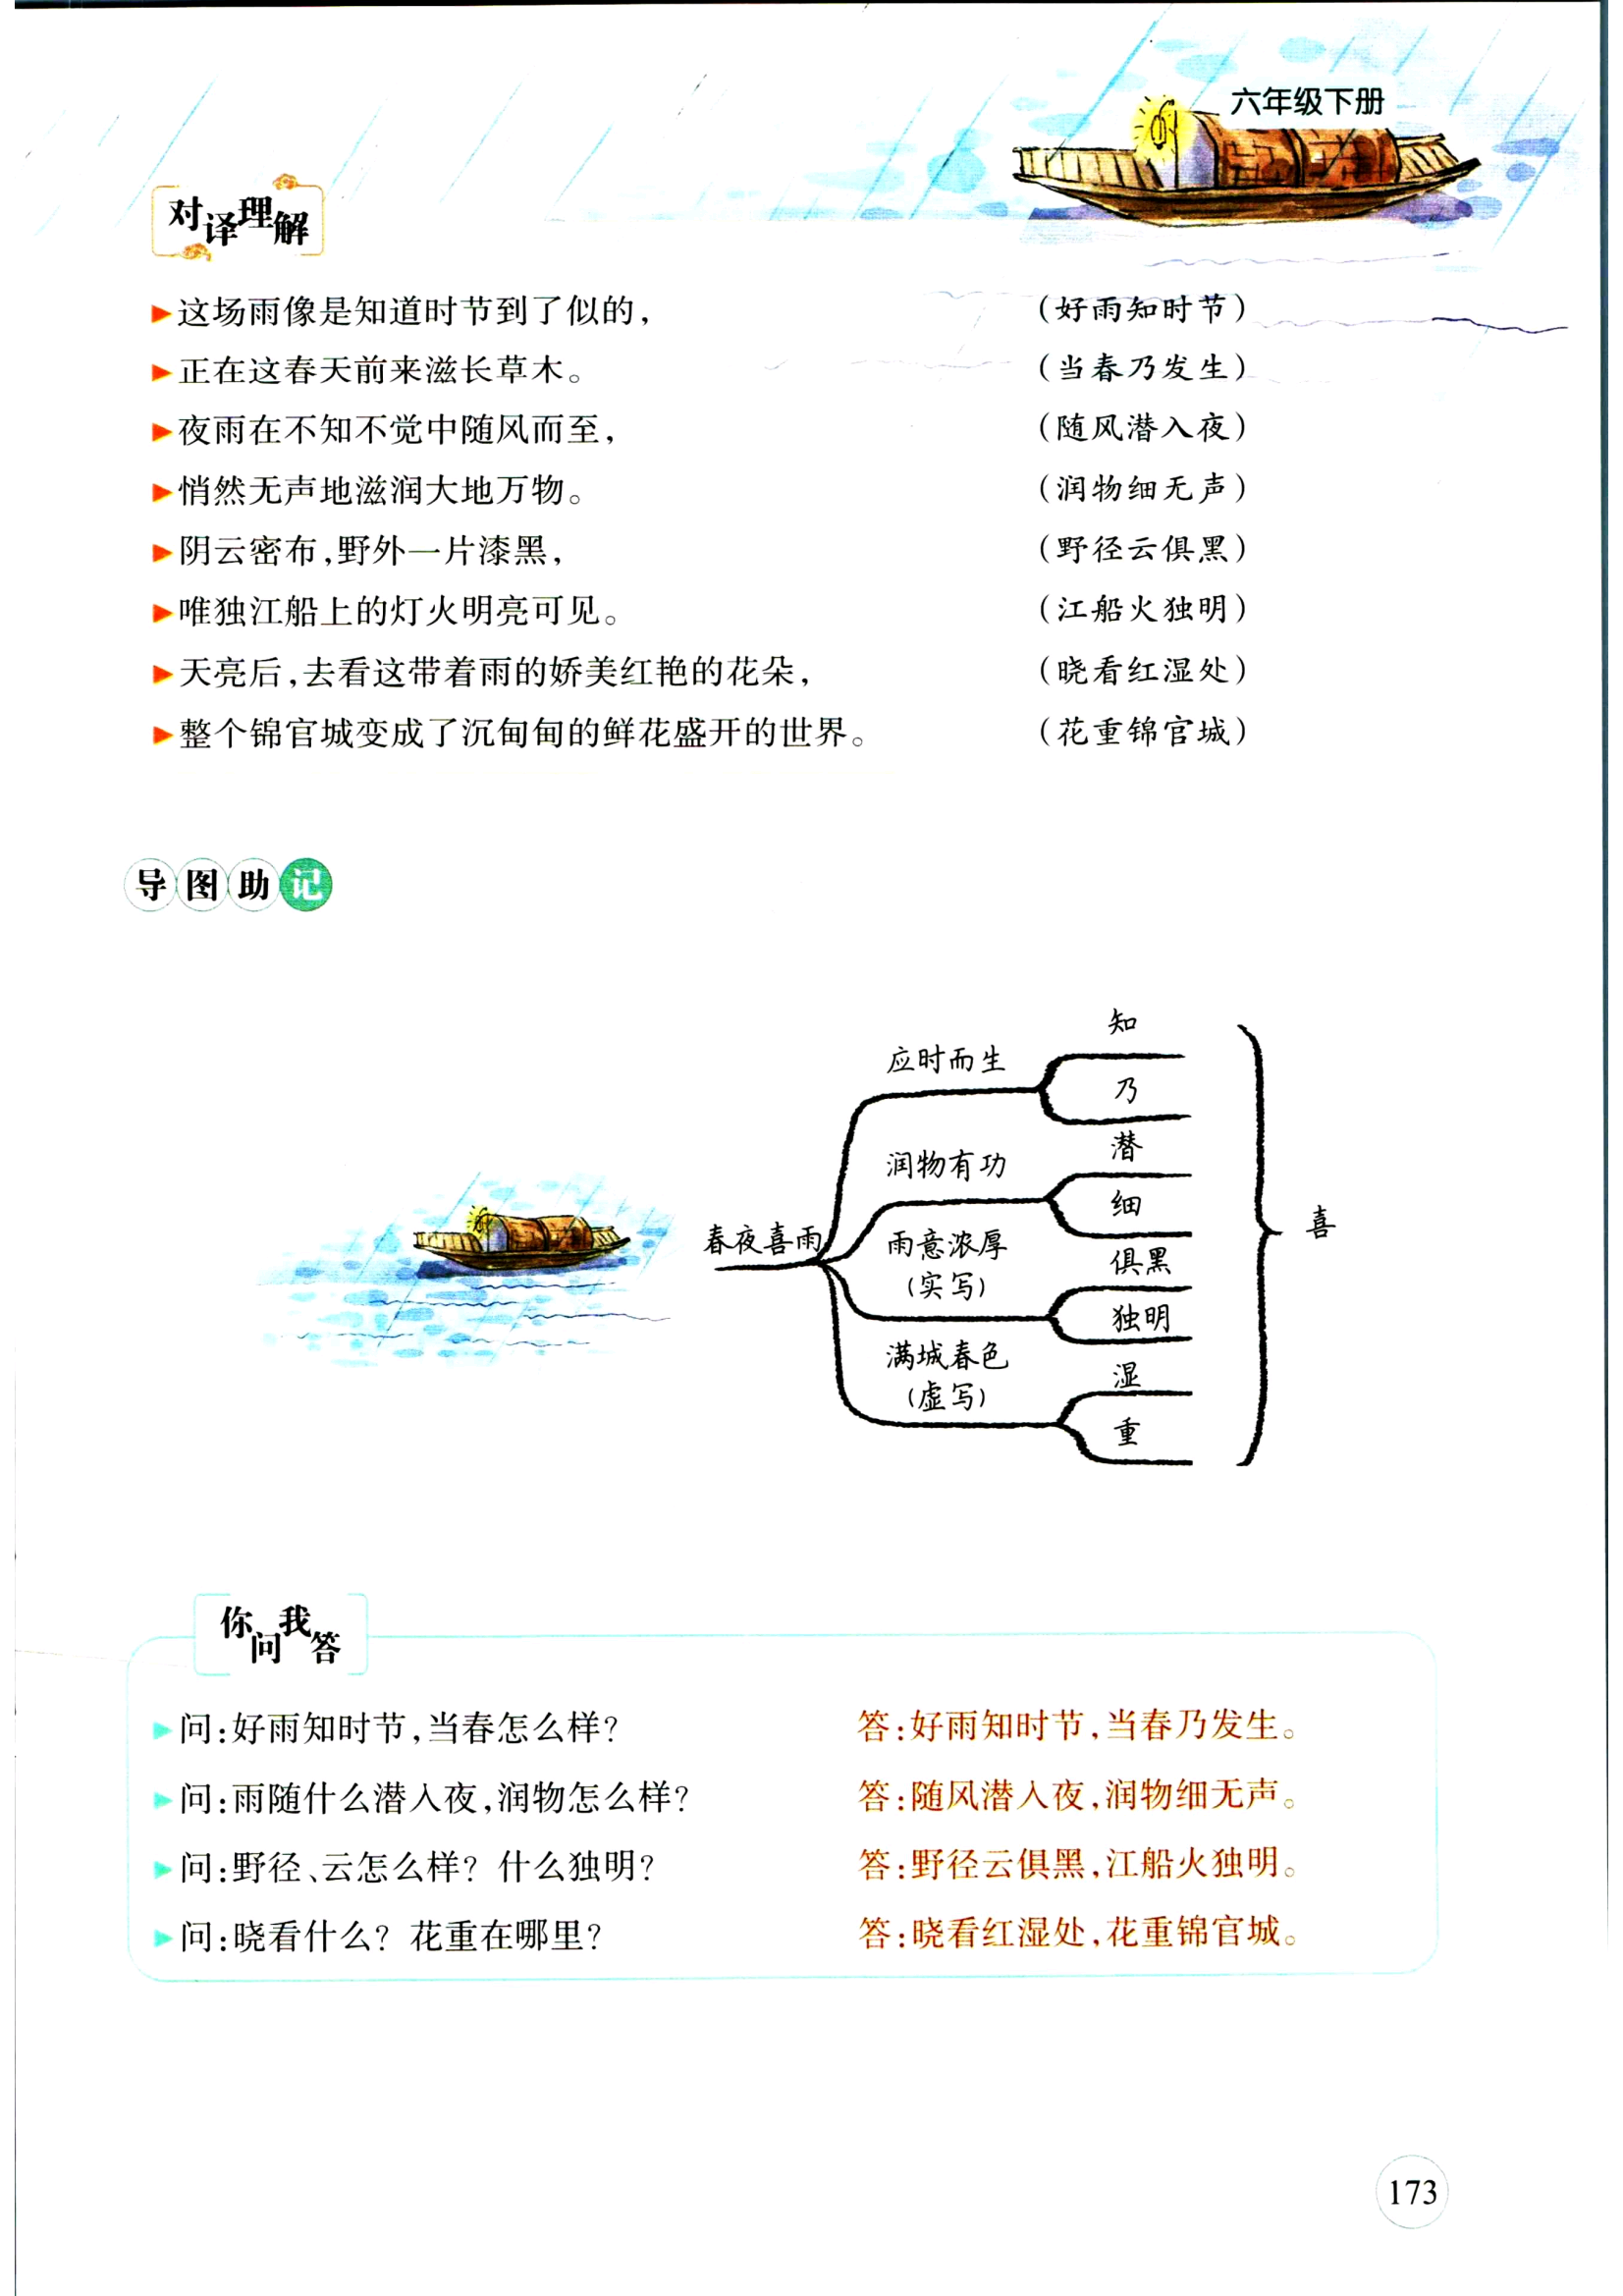 六年级下册
对译理解
▶这场雨像是知道时节到了似的， （好雨知时节）
▶正在这春天前来滋长草木。 （当春乃发生）
▶夜雨在不知不觉中随风而至， （随风潜入夜）
▶悄然无声地滋润大地万物。 （润物细无声）
▶阴云密布，野外一片漆黑， （野径云俱黑）
▶唯独江船上的灯火明亮可见。 （江船火独明）
▶天亮后，去看这带着雨的娇美红艳的花朵， （晓看红湿处）
▶整个锦官城变成了沉甸甸的鲜花盛开的世界。 （花重锦官城）
导图助记
春夜喜雨
应时而生
知
乃
润物有功
潜
细
雨意浓厚
（实写）
俱黑
独明
满城春色
（虚写）
湿
重
喜
你问我答
▶问：好雨知时节，当春怎么样？ 答：好雨知时节，当春乃发生。
▶问：雨随什么潜入夜，润物怎么样？ 答：随风潜入夜，润物细无声。
▶问：野径、云怎么样？什么独明？ 答：野径云俱黑，江船火独明。
▶问：晓看什么？花重在哪里？ 答：晓看红湿处，花重锦官城。
173